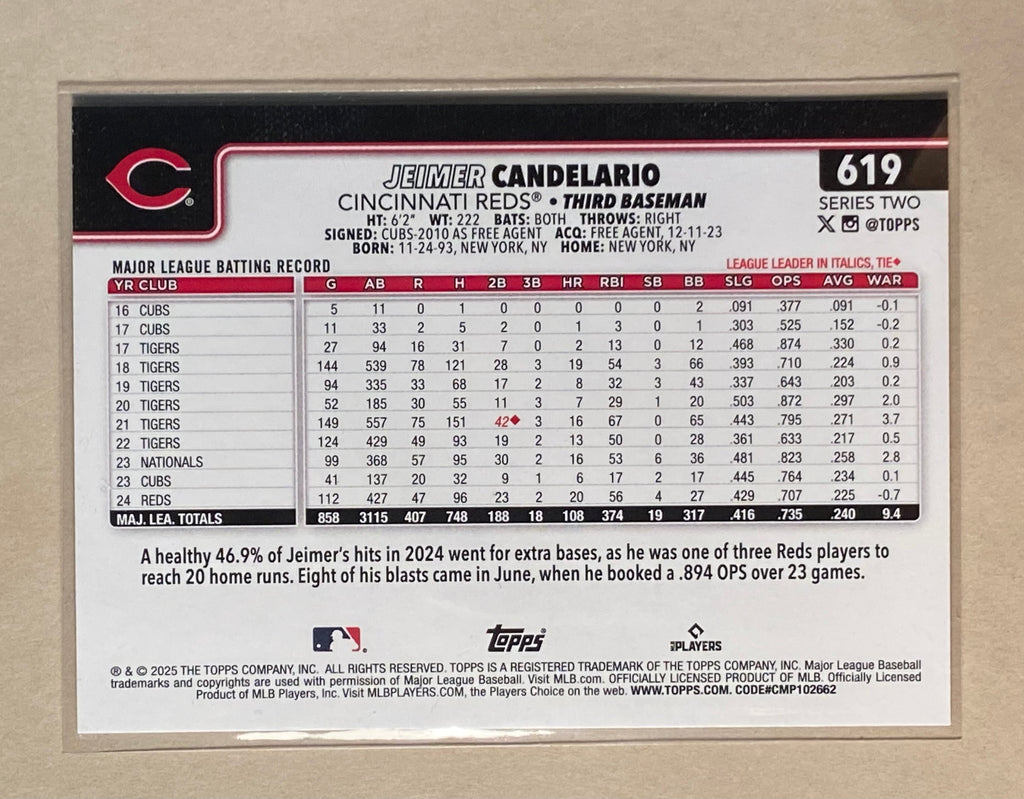 JEIMER CANDELARIO
619
CINCINNATI REDS® • THIRD BASEMAN
SERIES TWO
HT: 6'2" WT: 222 BATS: BOTH THROWS: RIGHT
@TOPPS
SIGNED: CUBS-2010 AS FREE AGENT ACQ: FREE AGENT, 12-11-23
BORN: 11-24-93, NEW YORK, NY HOME: NEW YORK, NY
MAJOR LEAGUE BATTING RECORD
LEAGUE LEADER IN ITALICS, TIE◆
YR CLUB G AB R H 2B 3B HR RBI SB BB SLG OPS AVG WAR
16 CUBS 5 11 0 1 0 0 0 0 0 2 .091 .377 .091 -0.1
17 CUBS 11 33 2 5 2 0 1 3 0 1 .303 .525 .152 -0.2
17 TIGERS 27 94 16 31 7 0 2 13 0 12 .468 .874 .330 0.2
18 TIGERS 144 539 78 121 28 3 19 54 3 66 .393 .710 .224 0.9
19 TIGERS 94 335 33 68 17 2 8 32 3 43 .337 .643 .203 0.2
20 TIGERS 52 185 30 55 11 3 7 29 1 20 .503 .872 .297 2.0
21 TIGERS 149 557 75 151 42◆ 3 16 67 0 65 .443 .795 .271 3.7
22 TIGERS 124 429 49 93 19 2 13 50 0 28 .361 .633 .217 0.5
23 NATIONALS 99 368 57 95 30 2 16 53 6 36 .481 .823 .258 2.8
23 CUBS 41 137 20 32 9 1 6 17 2 17 .445 .764 .234 0.1
24 REDS 112 427 47 96 23 2 20 56 4 27 .429 .707 .225 -0.7
MAJ. LEA. TOTALS 858 3115 407 748 188 18 108 374 19 317 .416 .735 .240 9.4
A healthy 46.9% of Jeimer's hits in 2024 went for extra bases, as he was one of three Reds players to
reach 20 home runs. Eight of his blasts came in June, when he booked a .894 OPS over 23 games.
Topps®
MLB PLAYERS
® & © 2025 THE TOPPS COMPANY, INC. ALL RIGHTS RESERVED. TOPPS IS A REGISTERED TRADEMARK OF THE TOPPS COMPANY, INC. Major League Baseball
trademarks and copyrights are used with permission of Major League Baseball. Visit MLB.com. OFFICIALLY LICENSED PRODUCT OF MLB. Officially Licensed
Product of MLB Players, Inc. Visit MLBPLAYERS.COM, the Players Choice on the web. WWW.TOPPS.COM. CODE#CMP102662